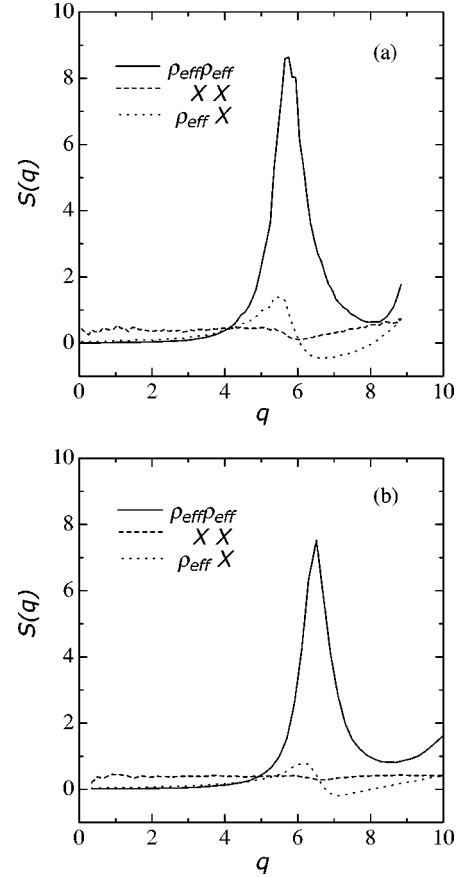 10
(a)
ρeffρeff
X X
ρeff X
8
6
4
2
0
S(q)
0 2 4 6 8 10
q
10
(b)
ρeffρeff
X X
ρeff X
8
6
4
2
0
S(q)
0 2 4 6 8 10
q